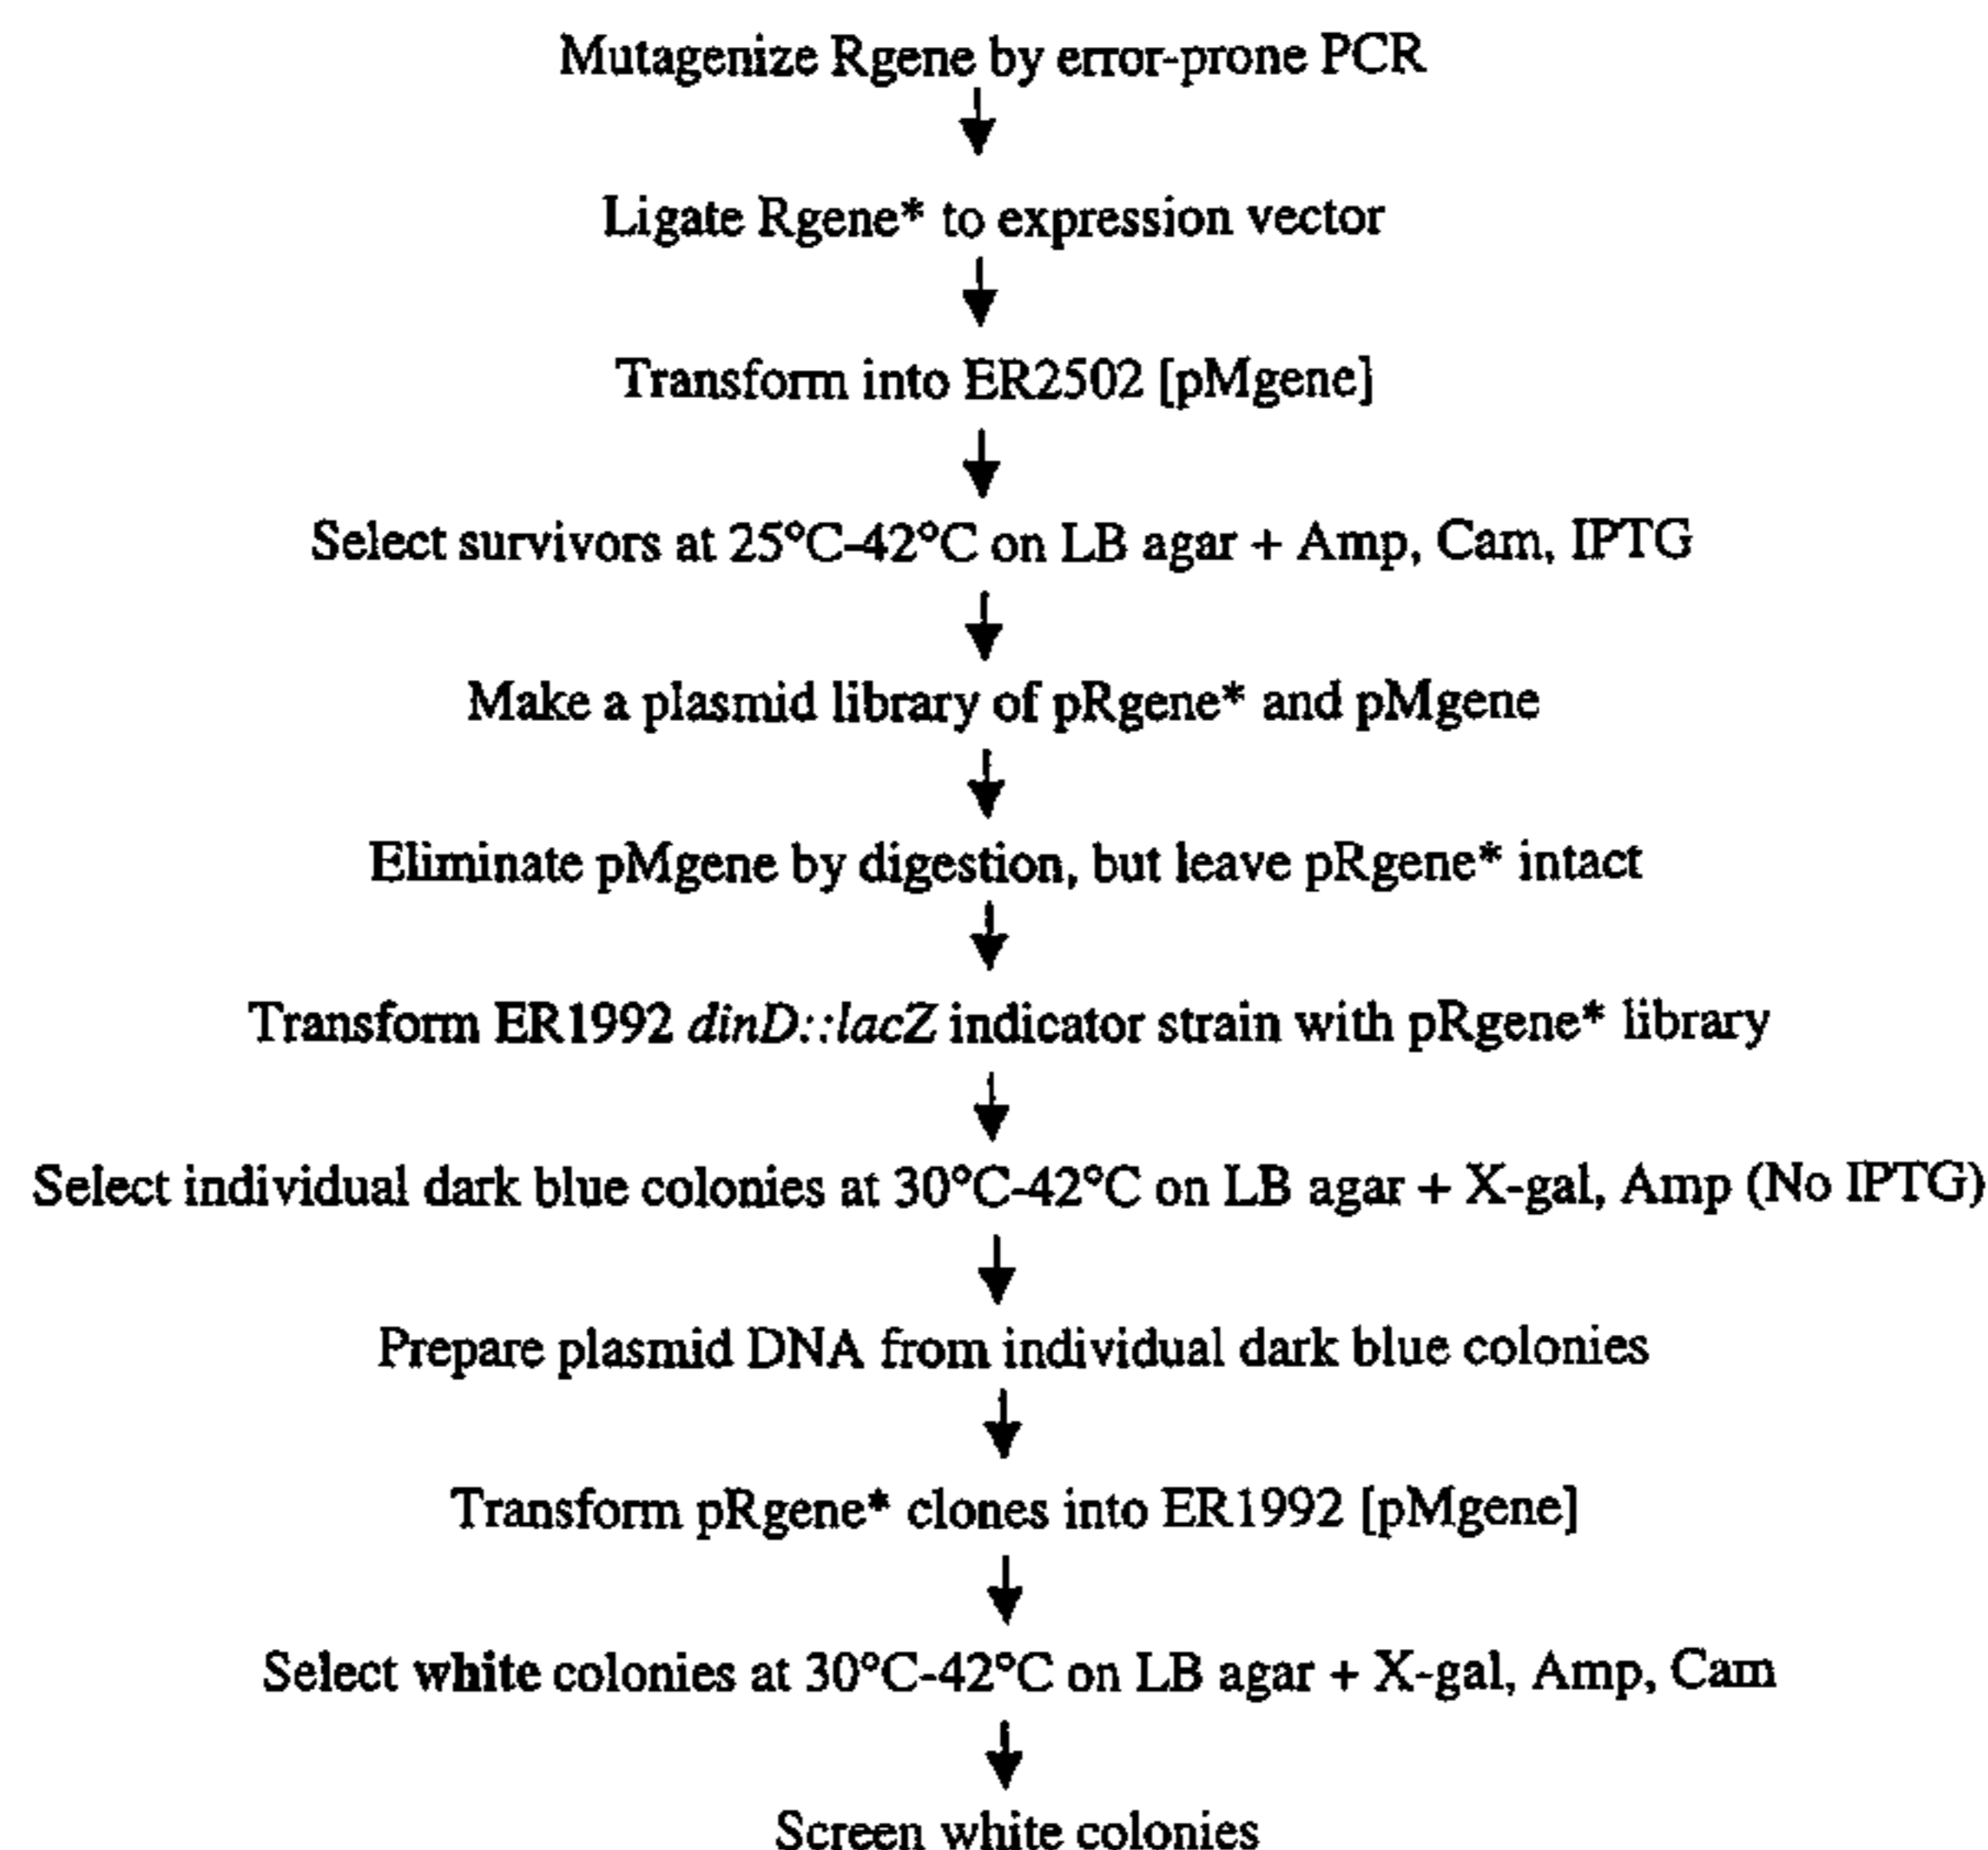 Mutagenize Rgene by error-prone PCR
Ligate Rgene* to expression vector
Transform into ER2502 [pMgene]
Select survivors at 25°C-42°C on LB agar + Amp, Cam, IPTG
Make a plasmid library of pRgene* and pMgene
Eliminate pMgene by digestion, but leave pRgene* intact
Transform ER1992 dinD::lacZ indicator strain with pRgene* library
Select individual dark blue colonies at 30°C-42°C on LB agar + X-gal, Amp (No IPTG)
Prepare plasmid DNA from individual dark blue colonies
Transform pRgene* clones into ER1992 [pMgene]
Select white colonies at 30°C-42°C on LB agar + X-gal, Amp, Cam
Screen white colonies